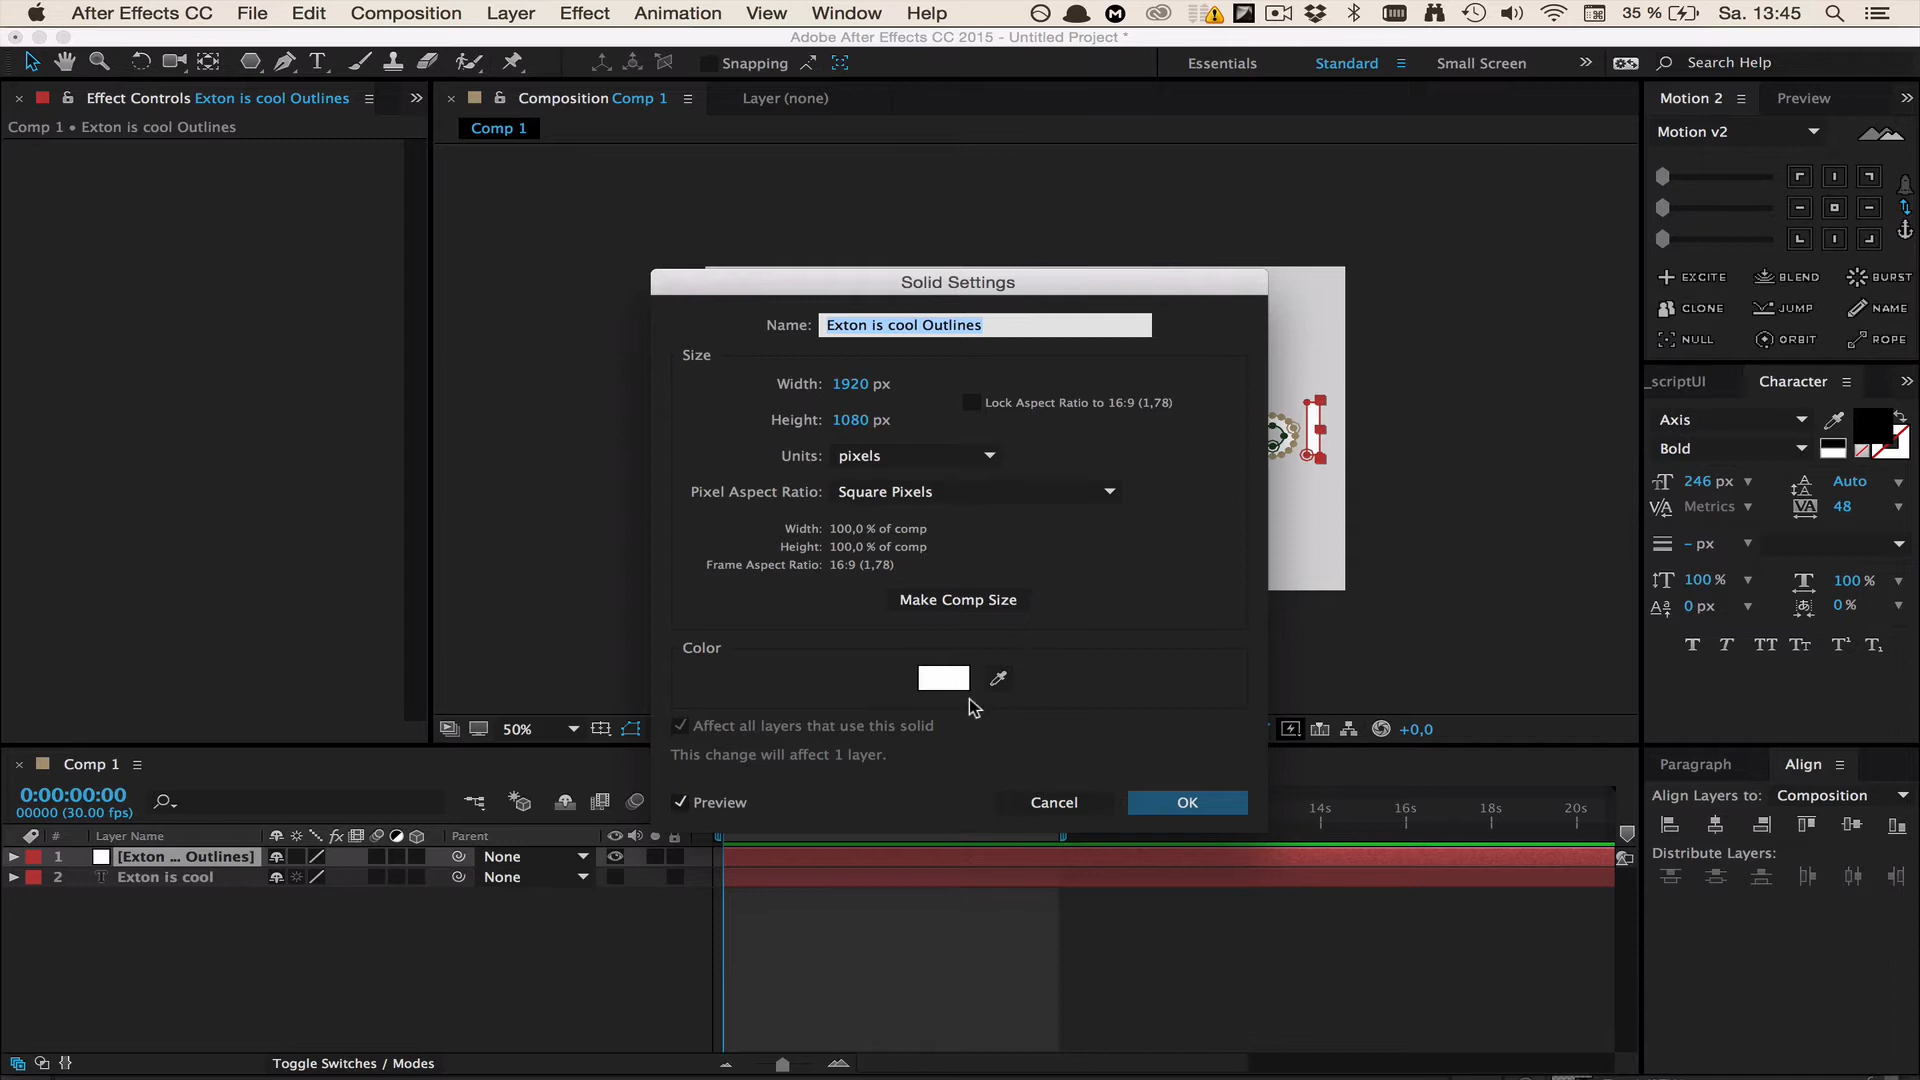 After Effects CC File Edit Composition Layer Effect Animation View Window Help 35 % Sa. 13:45
Adobe After Effects CC 2015 - Untitled Project *
Snapping Essentials Standard Small Screen Search Help
Effect Controls Exton is cool Outlines
Composition Comp 1
Layer (none)
Motion 2
Preview
Comp 1 • Exton is cool Outlines
Comp 1
Motion v2
EXCITE BLEND BURST
CLONE JUMP NAME
NULL ORBIT ROPE
Solid Settings
Name: Exton is cool Outlines
Size
Width: 1920 px
Lock Aspect Ratio to 16:9 (1,78)
Height: 1080 px
Units: pixels
Pixel Aspect Ratio: Square Pixels
Width: 100,0 % of comp
Height: 100,0 % of comp
Frame Aspect Ratio: 16:9 (1,78)
Make Comp Size
Color
Affect all layers that use this solid
This change will affect 1 layer.
Preview
Cancel
OK
_scriptUI
Character
Axis
Bold
246 px Auto
Metrics 48
– px
100 % 100 %
0 px 0 %
T T TT Tт T¹ T₁
50%
+0,0
Comp 1
0:00:00:00
00000 (30.00 fps)
# Layer Name fx Parent
1 [Exton ... Outlines] None
2 T Exton is cool None
14s 16s 18s 20s
Paragraph
Align
Align Layers to: Composition
Distribute Layers:
Toggle Switches / Modes